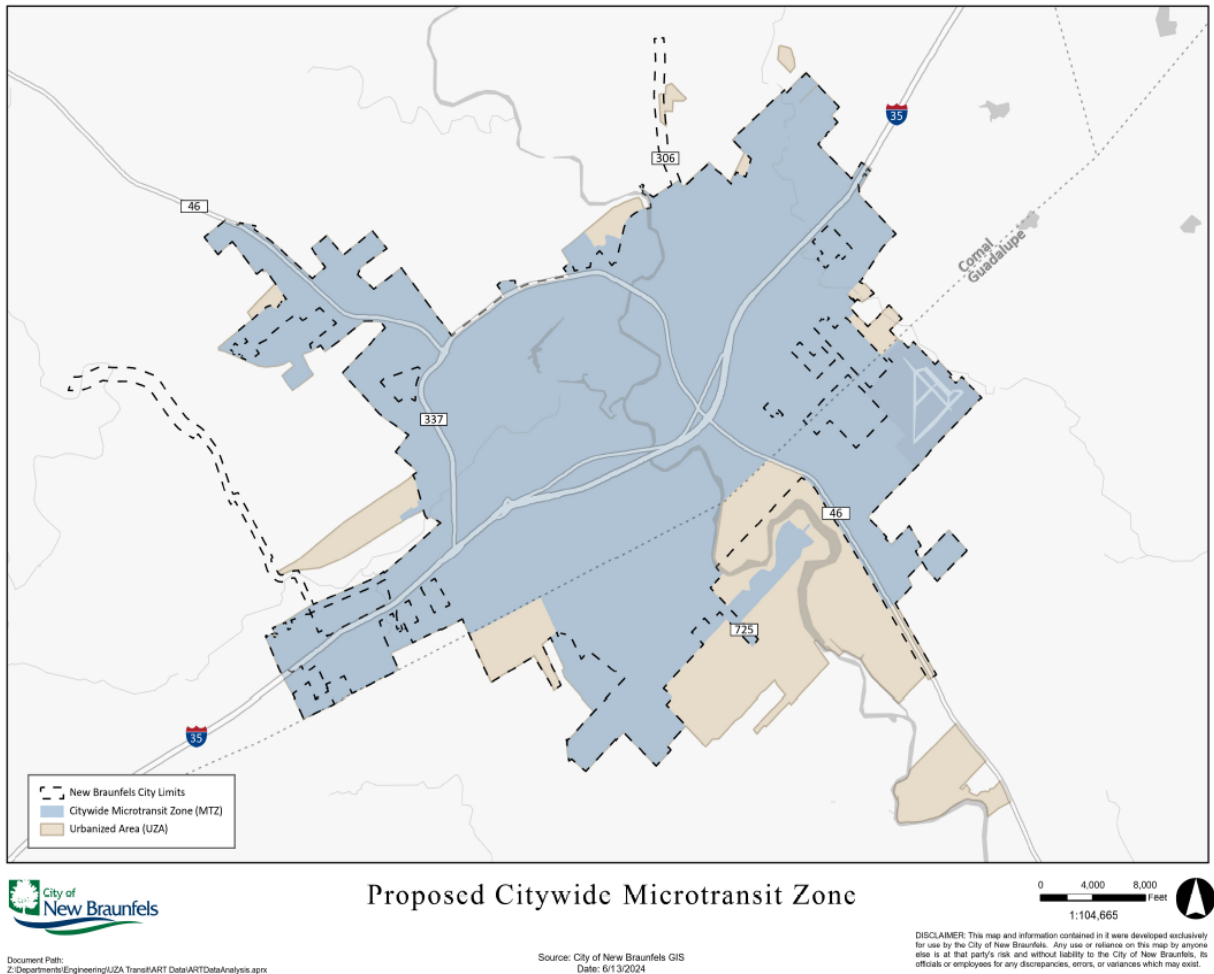 306
35
46
Comal
Guadalupe
337
46
725
35
New Braunfels City Limits
Citywide Microtransit Zone (MTZ)
Urbanized Area (UZA)
City of
New Braunfels
Proposed Citywide Microtransit Zone
0 4,000 8,000
Feet
1:104,665
Document Path:
Z:\Departments\Engineering\UZA Transit\ART Data\ARTDataAnalysis.aprx
Source: City of New Braunfels GIS
Date: 6/13/2024
DISCLAIMER: This map and information contained in it were developed exclusively
for use by the City of New Braunfels. Any use or reliance on this map by anyone
else is at that party's risk and without liability to the City of New Braunfels, its
officials or employees for any discrepancies, errors, or variances which may exist.